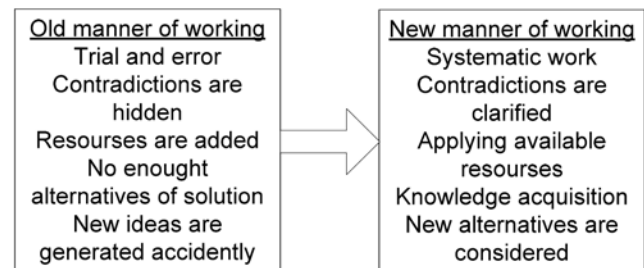 Old manner of working
Trial and error
Contradictions are
hidden
Resourses are added
No enought
alternatives of solution
New ideas are
generated accidently
New manner of working
Systematic work
Contradictions are
clarified
Applying available
resourses
Knowledge acquisition
New alternatives are
considered